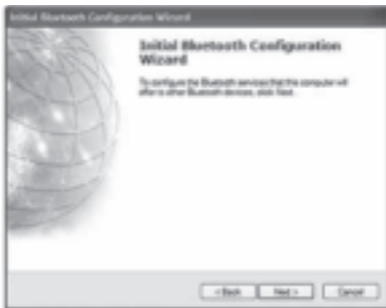 Initial Bluetooth Configuration Wizard
Initial Bluetooth Configuration
Wizard
To configure the Bluetooth services that this computer will
offer to other Bluetooth devices, click Next.
< Back Next > Cancel